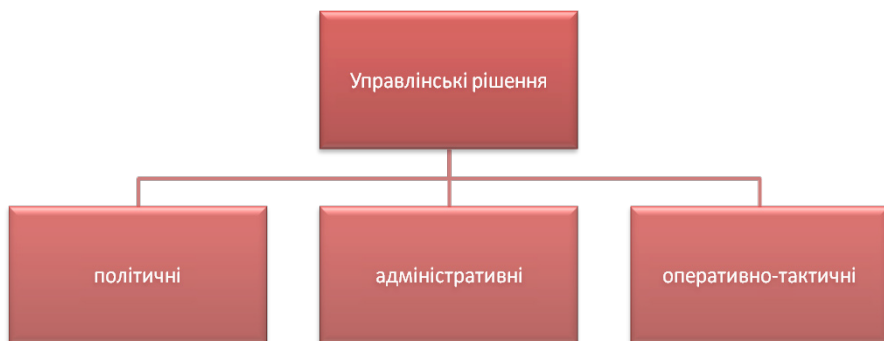 Управлінські рішення
політичні
адміністративні
оперативно-тактичні